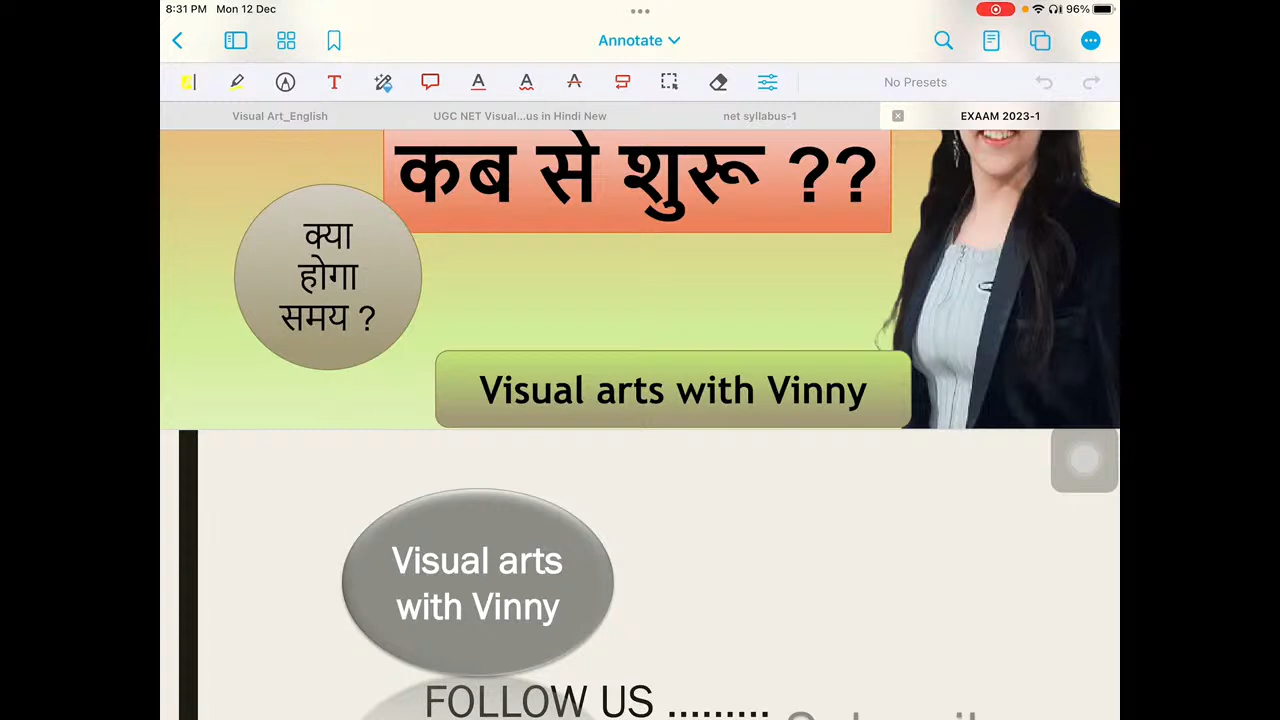 8:31 PM Mon 12 Dec
96%
Annotate
No Presets
Visual Art_English
UGC NET Visual...us in Hindi New
net syllabus-1
EXAAM 2023-1
कब से शुरू ??
क्या
होगा
समय ?
Visual arts with Vinny
Visual arts
with Vinny
FOLLOW US .........